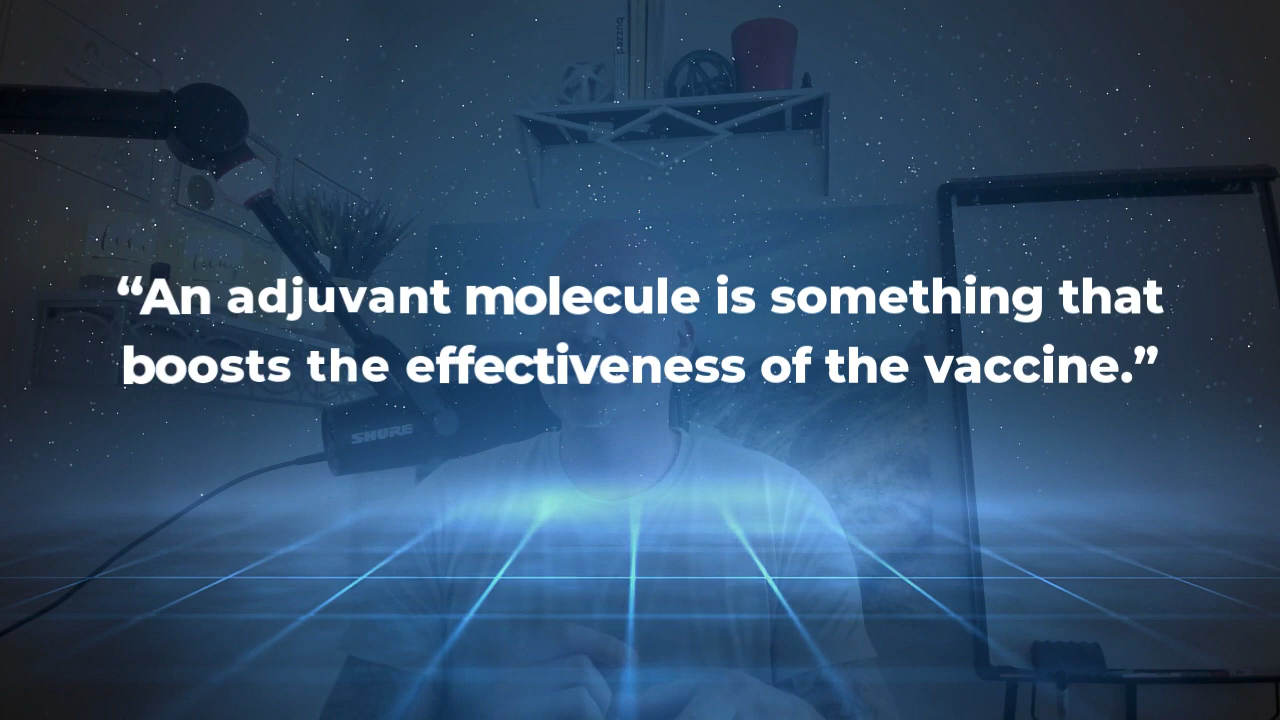 “An adjuvant molecule is something that
boosts the effectiveness of the vaccine.”
SHURE